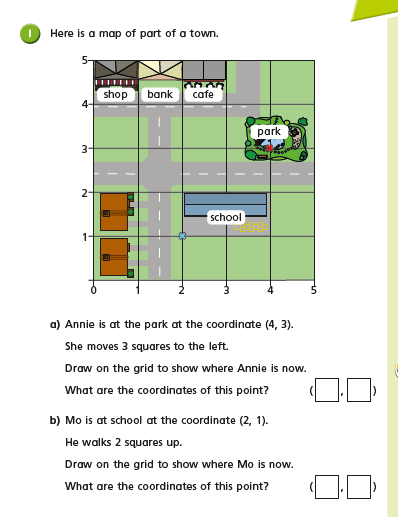 1 Here is a map of part of a town.
5
shop bank cafe
4
park
3
2
school
1
0 1 2 3 4 5
a) Annie is at the park at the coordinate (4, 3).
She moves 3 squares to the left.
Draw on the grid to show where Annie is now.
What are the coordinates of this point? ( , )
b) Mo is at school at the coordinate (2, 1).
He walks 2 squares up.
Draw on the grid to show where Mo is now.
What are the coordinates of this point? ( , )